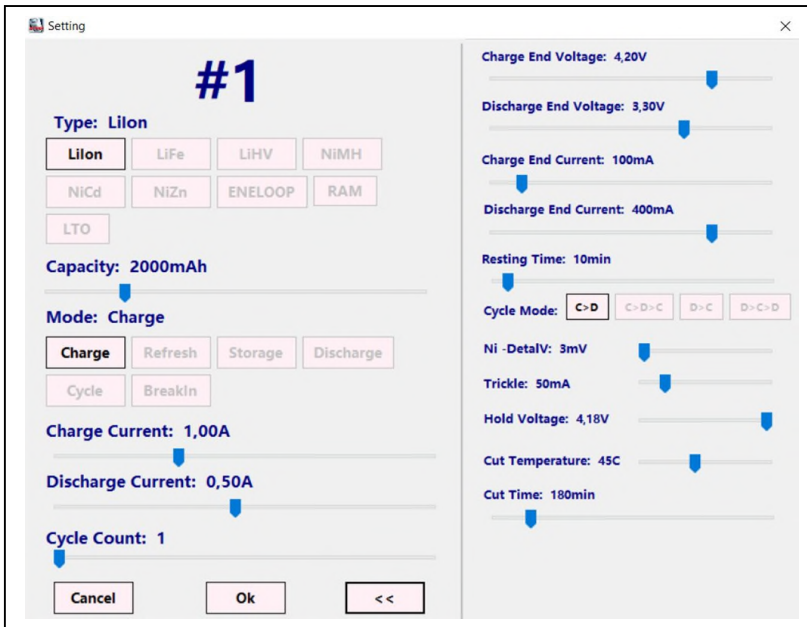 Setting
#1
Type: LiIon
LiIon LiFe LiHV NiMH
NiCd NiZn ENELOOP RAM
LTO
Capacity: 2000mAh
Mode: Charge
Charge Refresh Storage Discharge
Cycle BreakIn
Charge Current: 1,00A
Discharge Current: 0,50A
Cycle Count: 1
Cancel Ok <<
Charge End Voltage: 4,20V
Discharge End Voltage: 3,30V
Charge End Current: 100mA
Discharge End Current: 400mA
Resting Time: 10min
Cycle Mode: C>D C>D>C D>C D>C>D
Ni -DetalV: 3mV
Trickle: 50mA
Hold Voltage: 4,18V
Cut Temperature: 45C
Cut Time: 180min